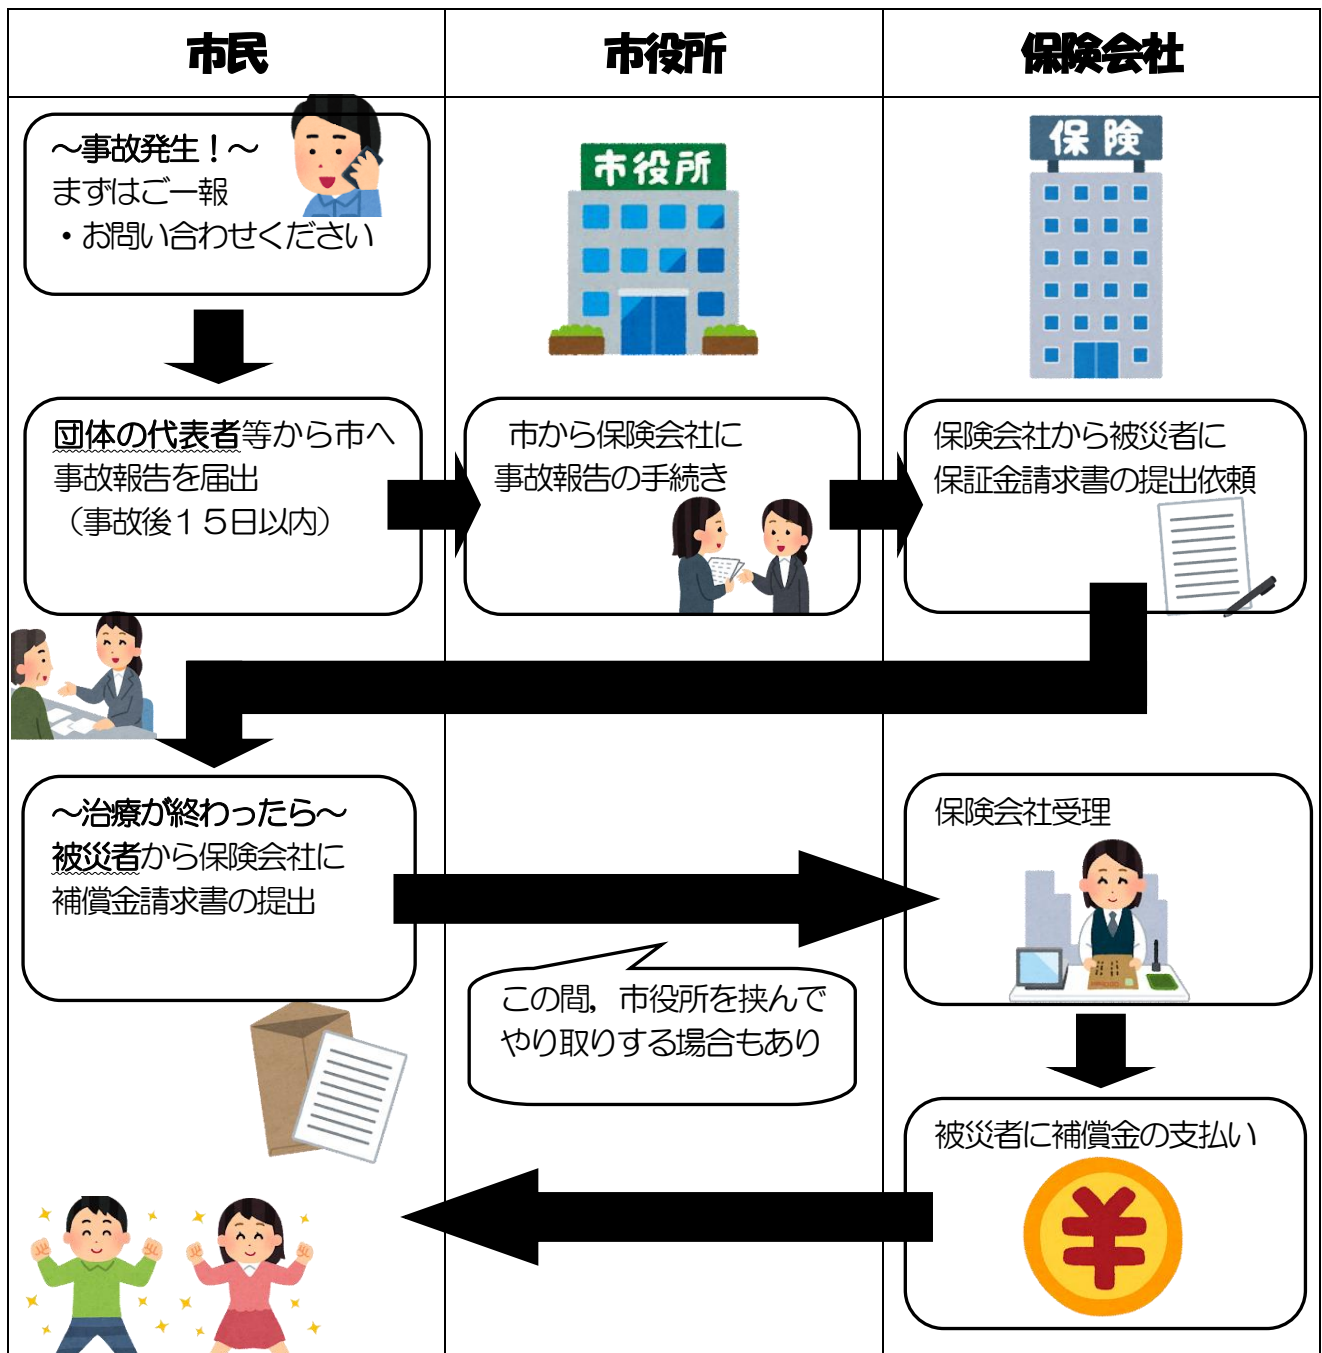 市民
市役所
保険会社
～事故発生！～
まずはご一報
・お問い合わせください
市役所
保険
団体の代表者等から市へ
事故報告を届出
（事故後１５日以内）
市から保険会社に
事故報告の手続き
保険会社から被災者に
保証金請求書の提出依頼
～治療が終わったら～
被災者から保険会社に
補償金請求書の提出
この間，市役所を挟んで
やり取りする場合もあり
保険会社受理
被災者に補償金の支払い
¥